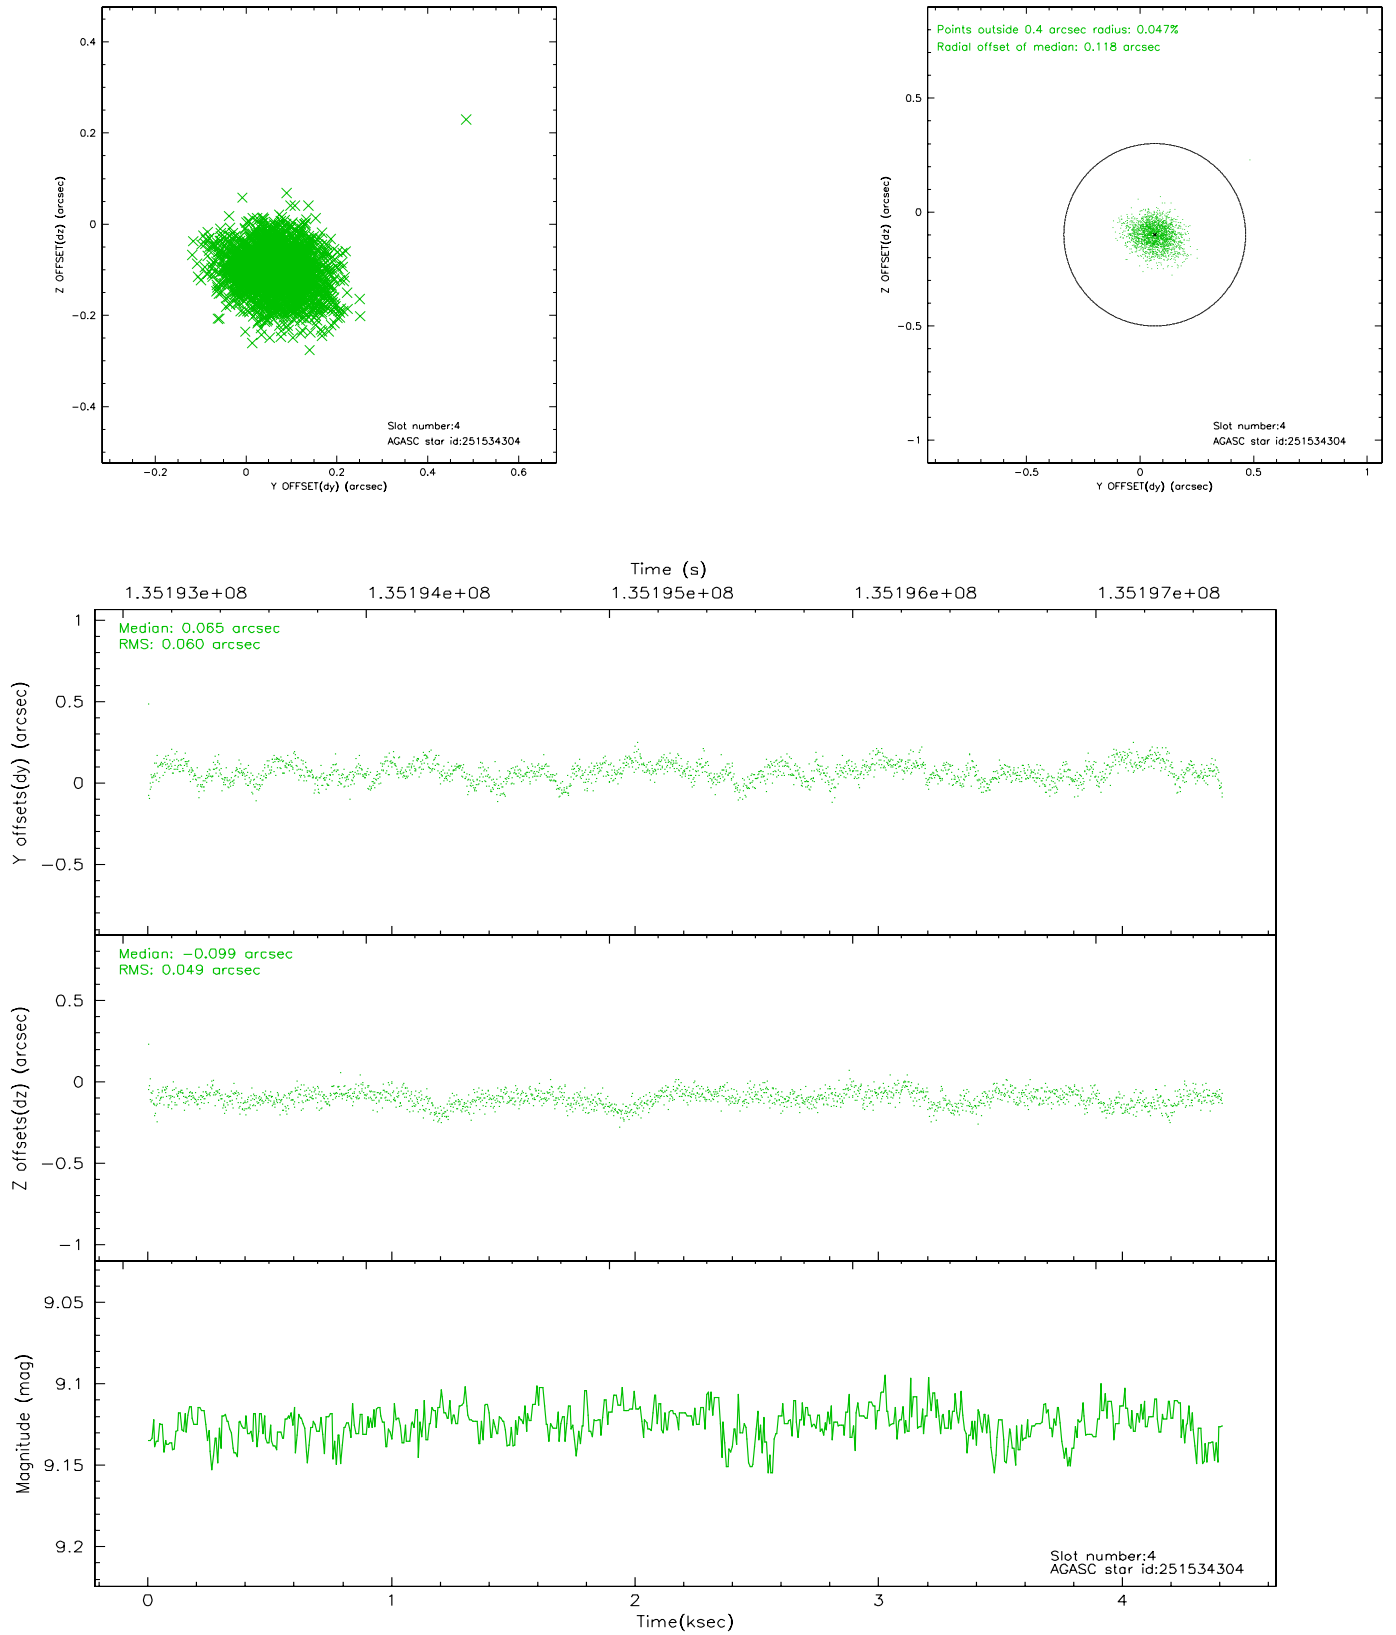 0.4
0.2
0
−0.2
−0.4
Z OFFSET(dz) (arcsec)
Slot number:4
AGASC star id:251534304
−0.2 0 0.2 0.4 0.6
Y OFFSET(dy) (arcsec)
Points outside 0.4 arcsec radius: 0.047%
Radial offset of median: 0.118 arcsec
0.5
0
−0.5
−1
Z OFFSET(dz) (arcsec)
Slot number:4
AGASC star id:251534304
−0.5 0 0.5 1
Y OFFSET(dy) (arcsec)
Time (s)
1.35193e+08 1.35194e+08 1.35195e+08 1.35196e+08 1.35197e+08
Median: 0.065 arcsec
RMS: 0.060 arcsec
1
0.5
0
−0.5
Y offsets(dy) (arcsec)
Median: −0.099 arcsec
RMS: 0.049 arcsec
0.5
0
−0.5
−1
Z offsets(dz) (arcsec)
9.05
9.1
9.15
9.2
Magnitude (mag)
Slot number:4
AGASC star id:251534304
0 1 2 3 4
Time(ksec)